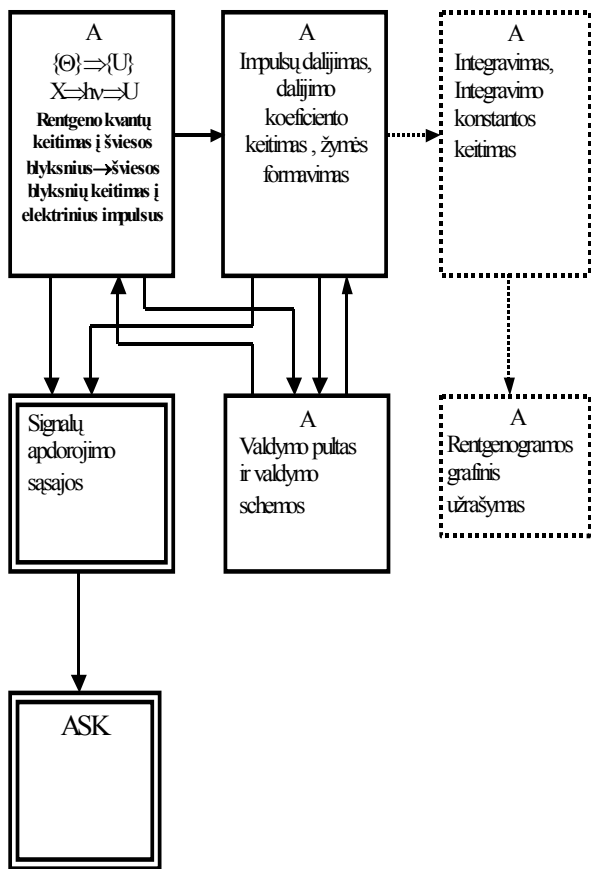 A
{Θ}⇒{U}
X⇒hν⇒U
Rentgeno kvantų
keitimas į šviesos
blyksnius→šviesos
blyksnių keitimas į
elektrinius impulsus
A
Impulsų dalijimas,
dalijimo
koeficiento
keitimas , žymės
formavimas
A
Integravimas,
Integravimo
konstantos
keitimas
Signalų
apdorojimo
sąsajos
A
Valdymo pultas
ir valdymo
schemos
A
Rentgenogramos
grafinis
užrašymas
ASK